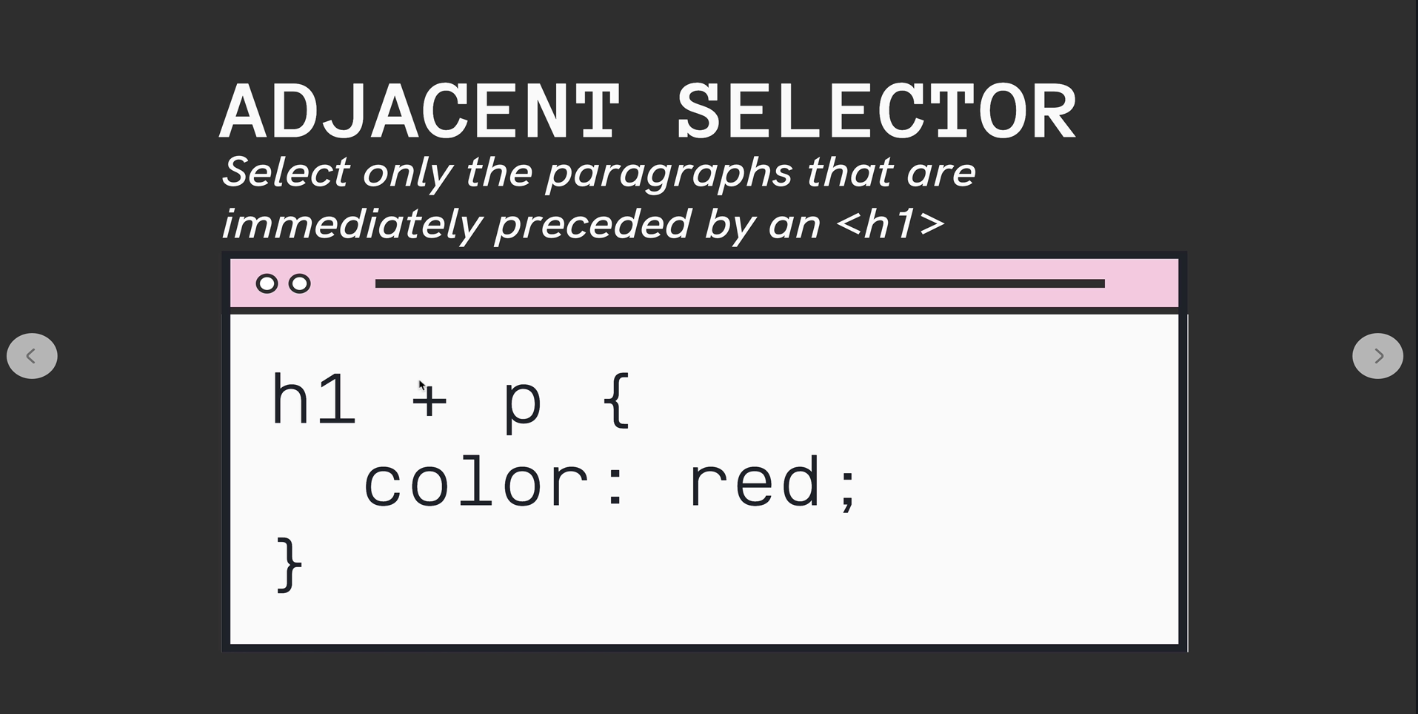 ADJACENT SELECTOR
Select only the paragraphs that are
immediately preceded by an <h1>
h1 + p {
  color: red;
}